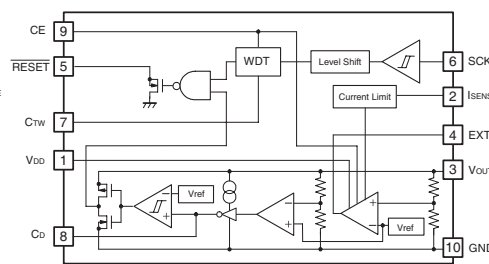 CE 9
RESET 5
CTW 7
VDD 1
CD 8
WDT
Level Shift
Current Limit
Vref
Vref
6 SCK
2 ISENS
4 EXT
3 VOUT
10 GND